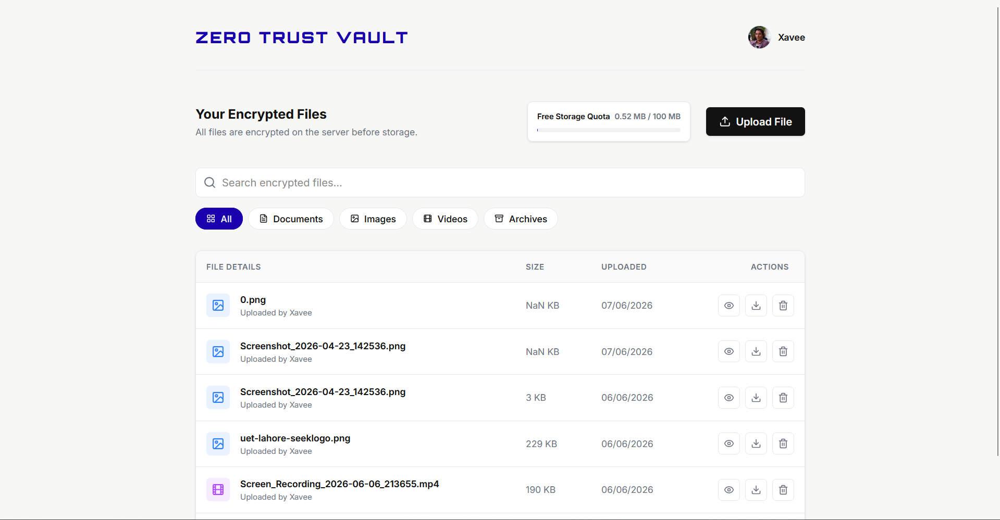 ZERO TRUST VAULT
Xavee
Your Encrypted Files
All files are encrypted on the server before storage.
Free Storage Quota 0.52 MB / 100 MB
Upload File
Search encrypted files...
All
Documents
Images
Videos
Archives
FILE DETAILS SIZE UPLOADED ACTIONS
0.png
Uploaded by Xavee
NaN KB 07/06/2026
Screenshot_2026-04-23_142536.png
Uploaded by Xavee
NaN KB 07/06/2026
Screenshot_2026-04-23_142536.png
Uploaded by Xavee
3 KB 06/06/2026
uet-lahore-seeklogo.png
Uploaded by Xavee
229 KB 06/06/2026
Screen_Recording_2026-06-06_213655.mp4
Uploaded by Xavee
190 KB 06/06/2026